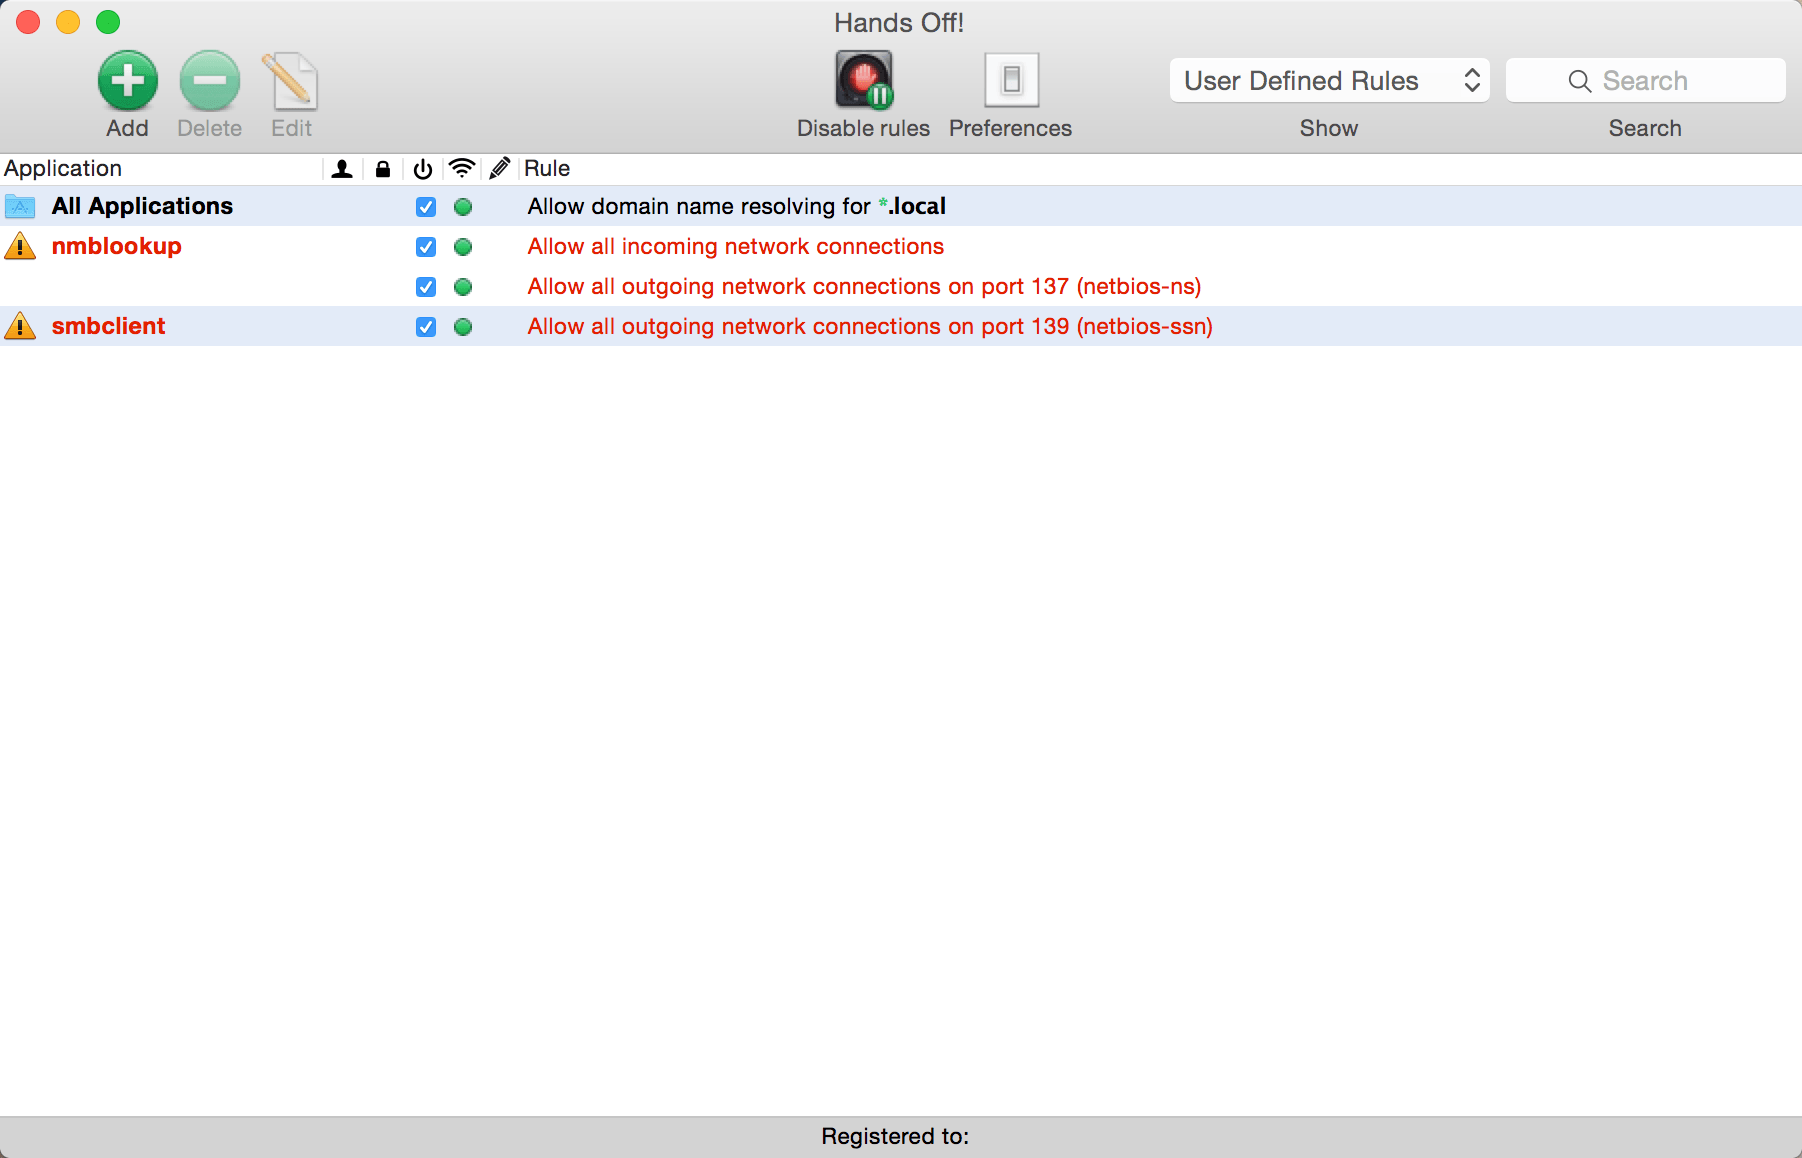 Hands Off!
Add Delete Edit Disable rules Preferences User Defined Rules Show Search Search
Application Rule
All Applications Allow domain name resolving for *.local
nmblookup Allow all incoming network connections
Allow all outgoing network connections on port 137 (netbios-ns)
smbclient Allow all outgoing network connections on port 139 (netbios-ssn)
Registered to: